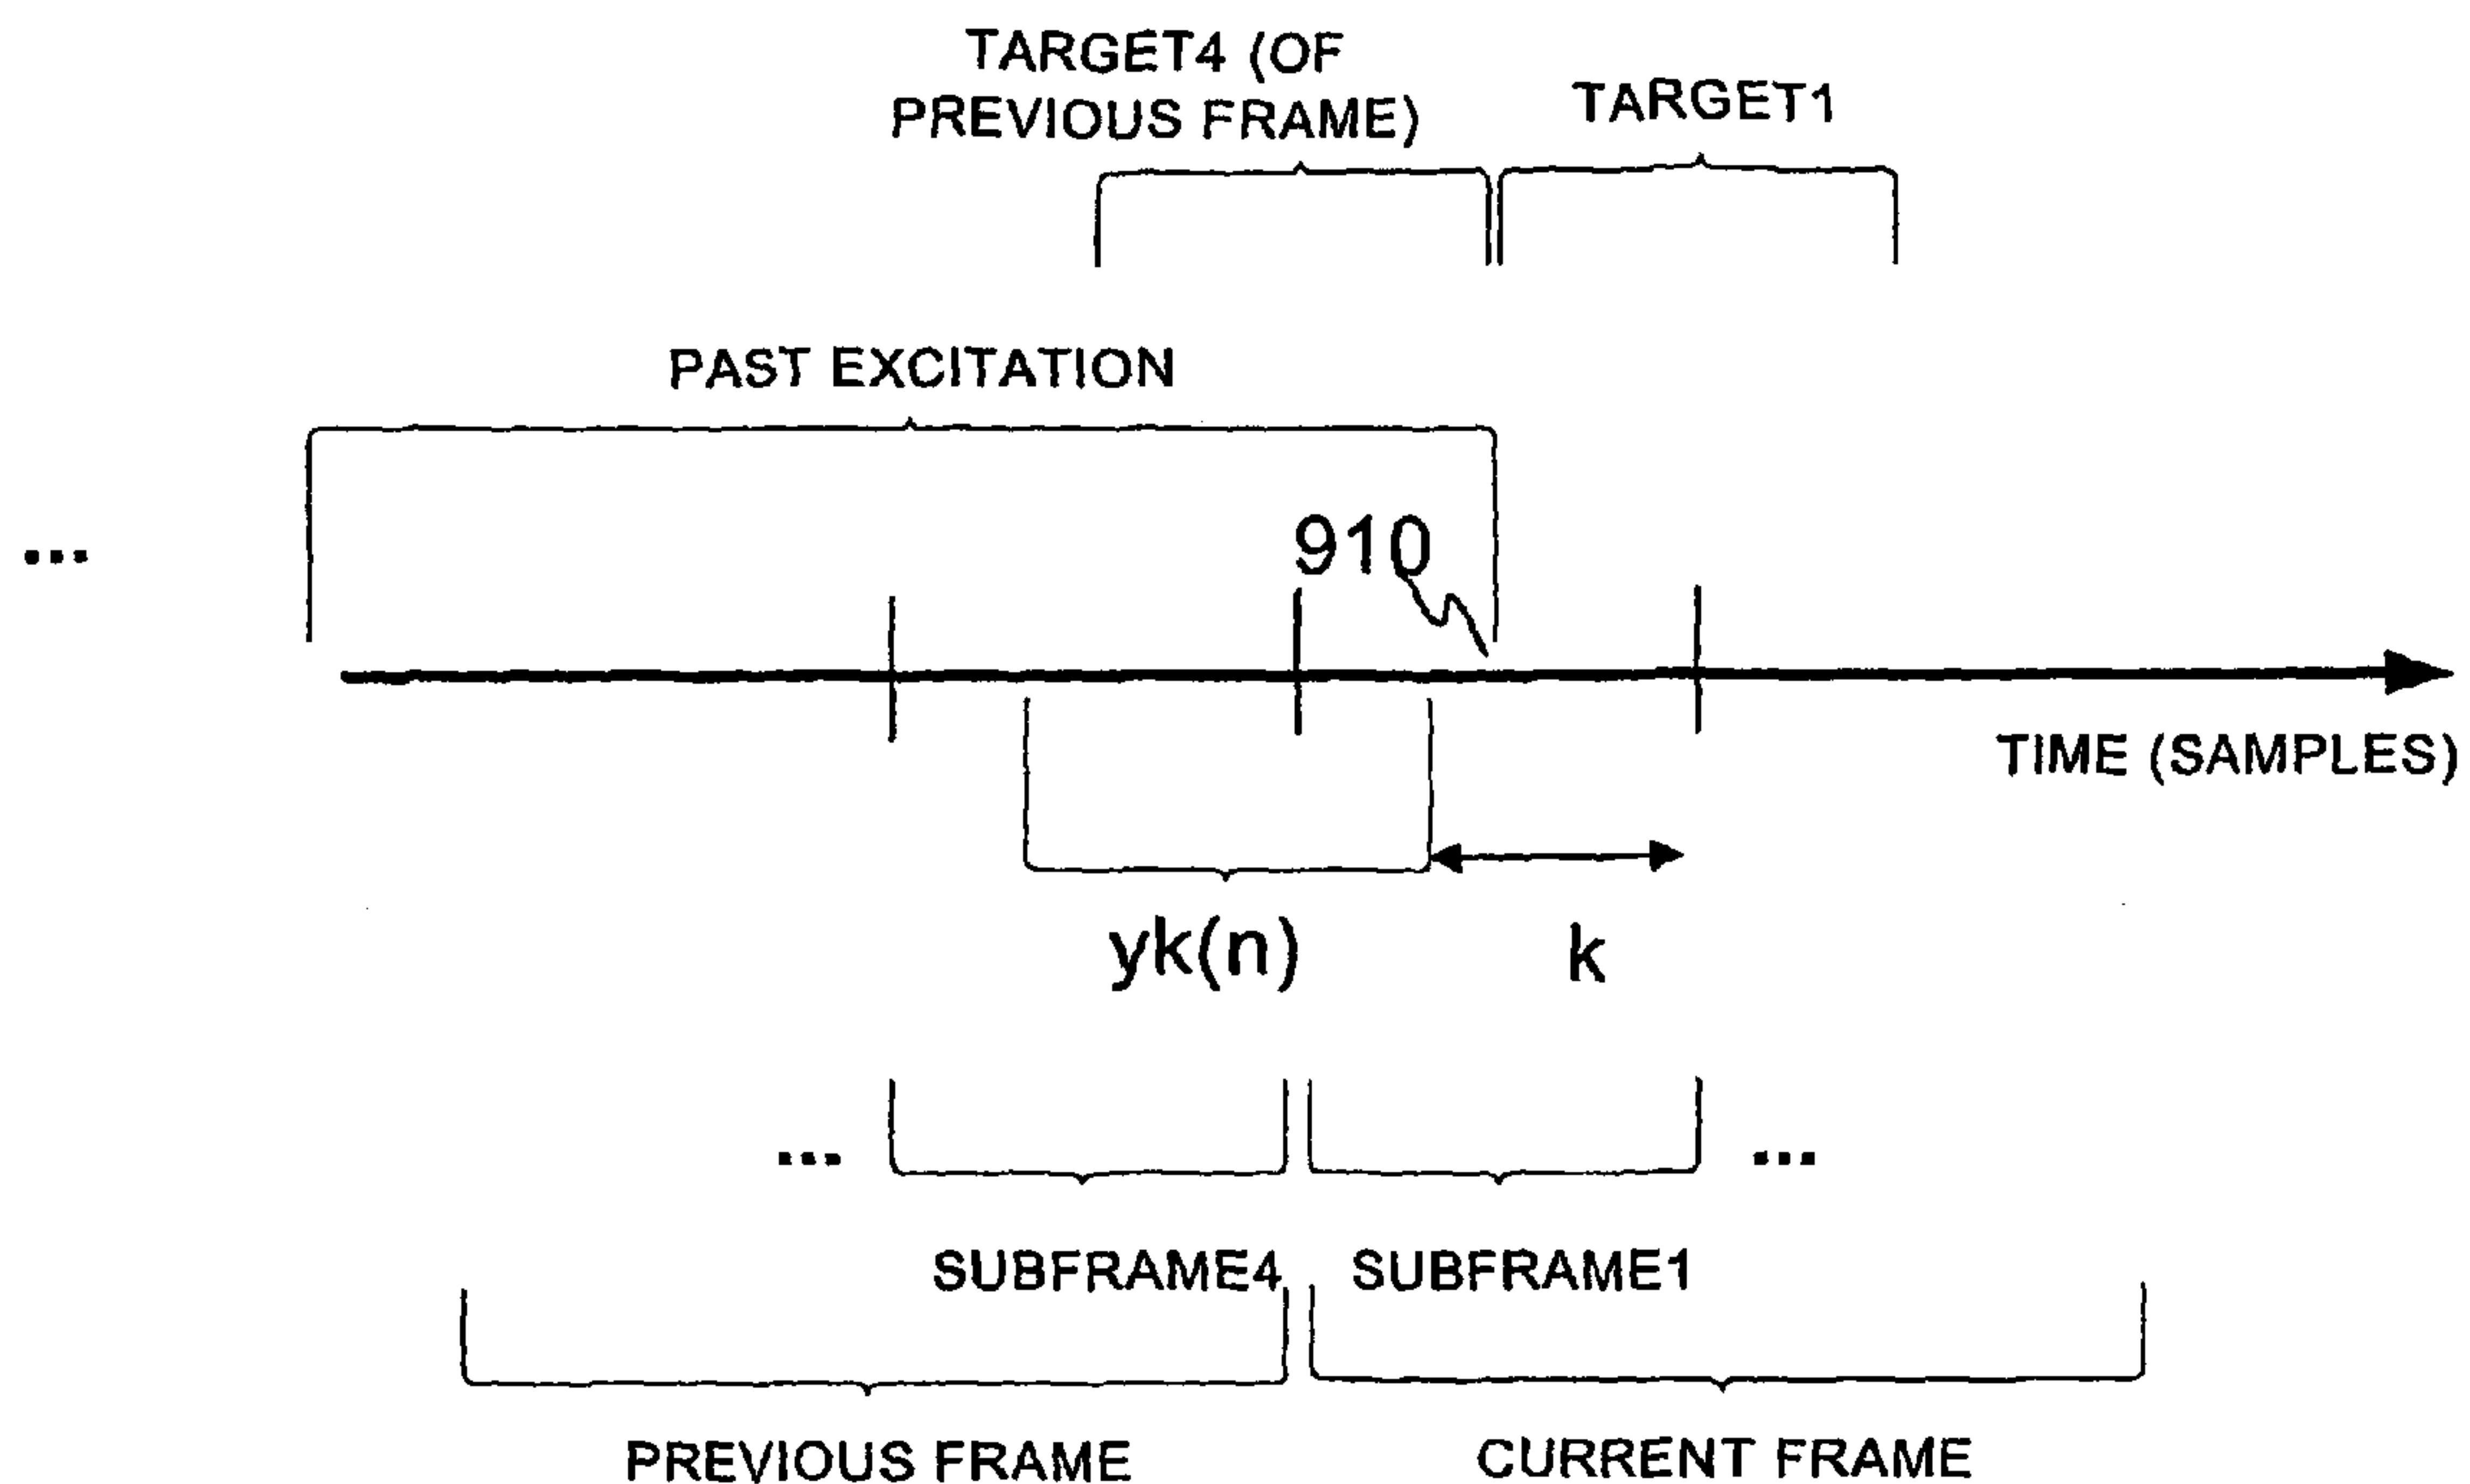 TARGET4 (OF
PREVIOUS FRAME)
TARGET1
PAST EXCITATION
910
...
TIME (SAMPLES)
yk(n)
k
...
...
SUBFRAME4
SUBFRAME1
PREVIOUS FRAME
CURRENT FRAME